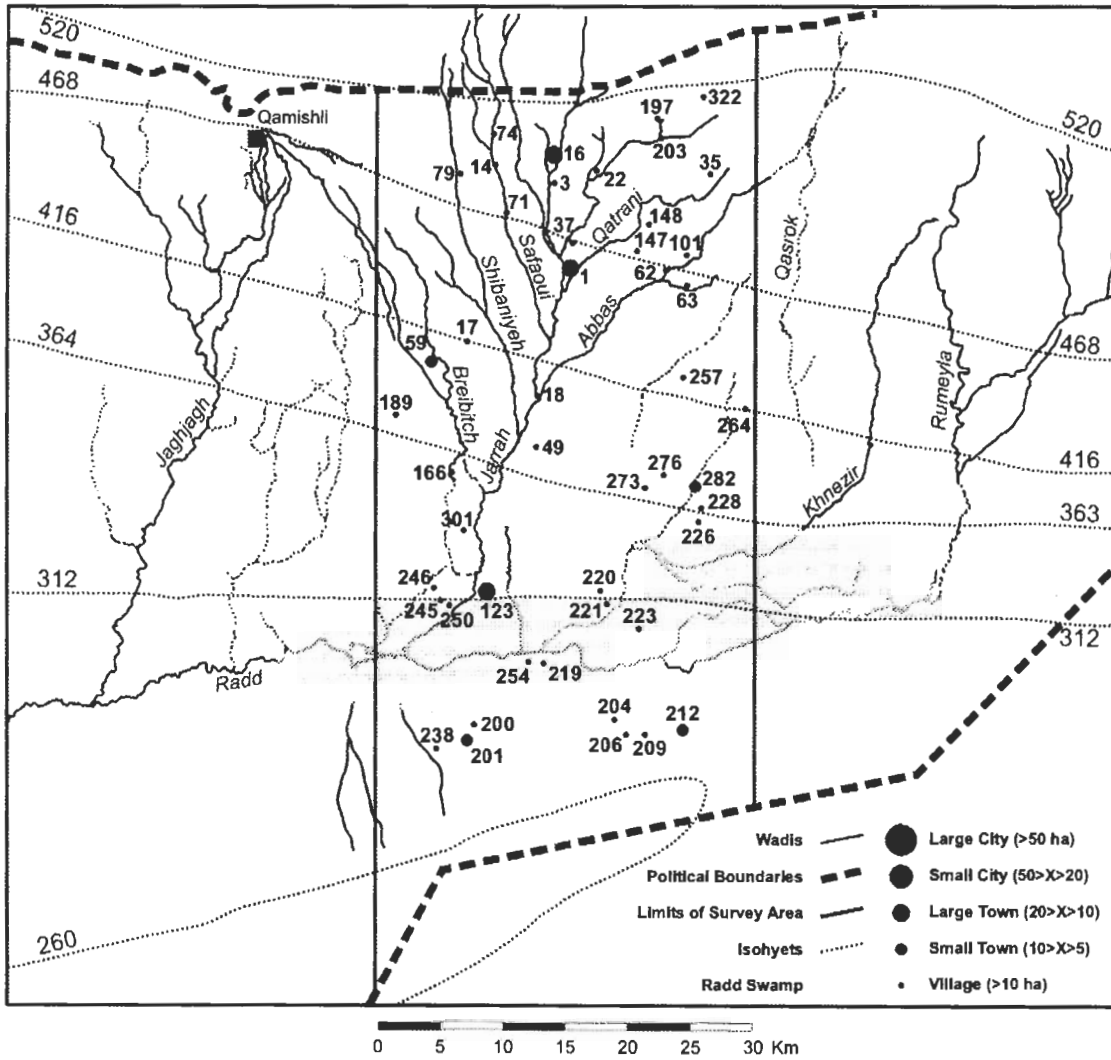 520
468
Qamishli
322
197
520
74
16
203
79
14
3
22
35
71
148
416
37
Qatrani
147
101
Qasrok
Safaoui
1
62
Shibaniyeh
63
Abbas
364
17
468
59
257
Rumeyla
Breibitch
18
189
264
Jaghjagh
49
416
Jarrah
276
166
282
273
228
Khnezir
301
226
363
312
246
220
245
250
123
221
223
312
Radd
254
219
204
212
238
200
206
209
201
Wadis
Large City (>50 ha)
Political Boundaries
Small City (50>X>20)
Limits of Survey Area
Large Town (20>X>10)
260
Isohyets
Small Town (10>X>5)
Radd Swamp
Village (>10 ha)
0 5 10 15 20 25 30 Km